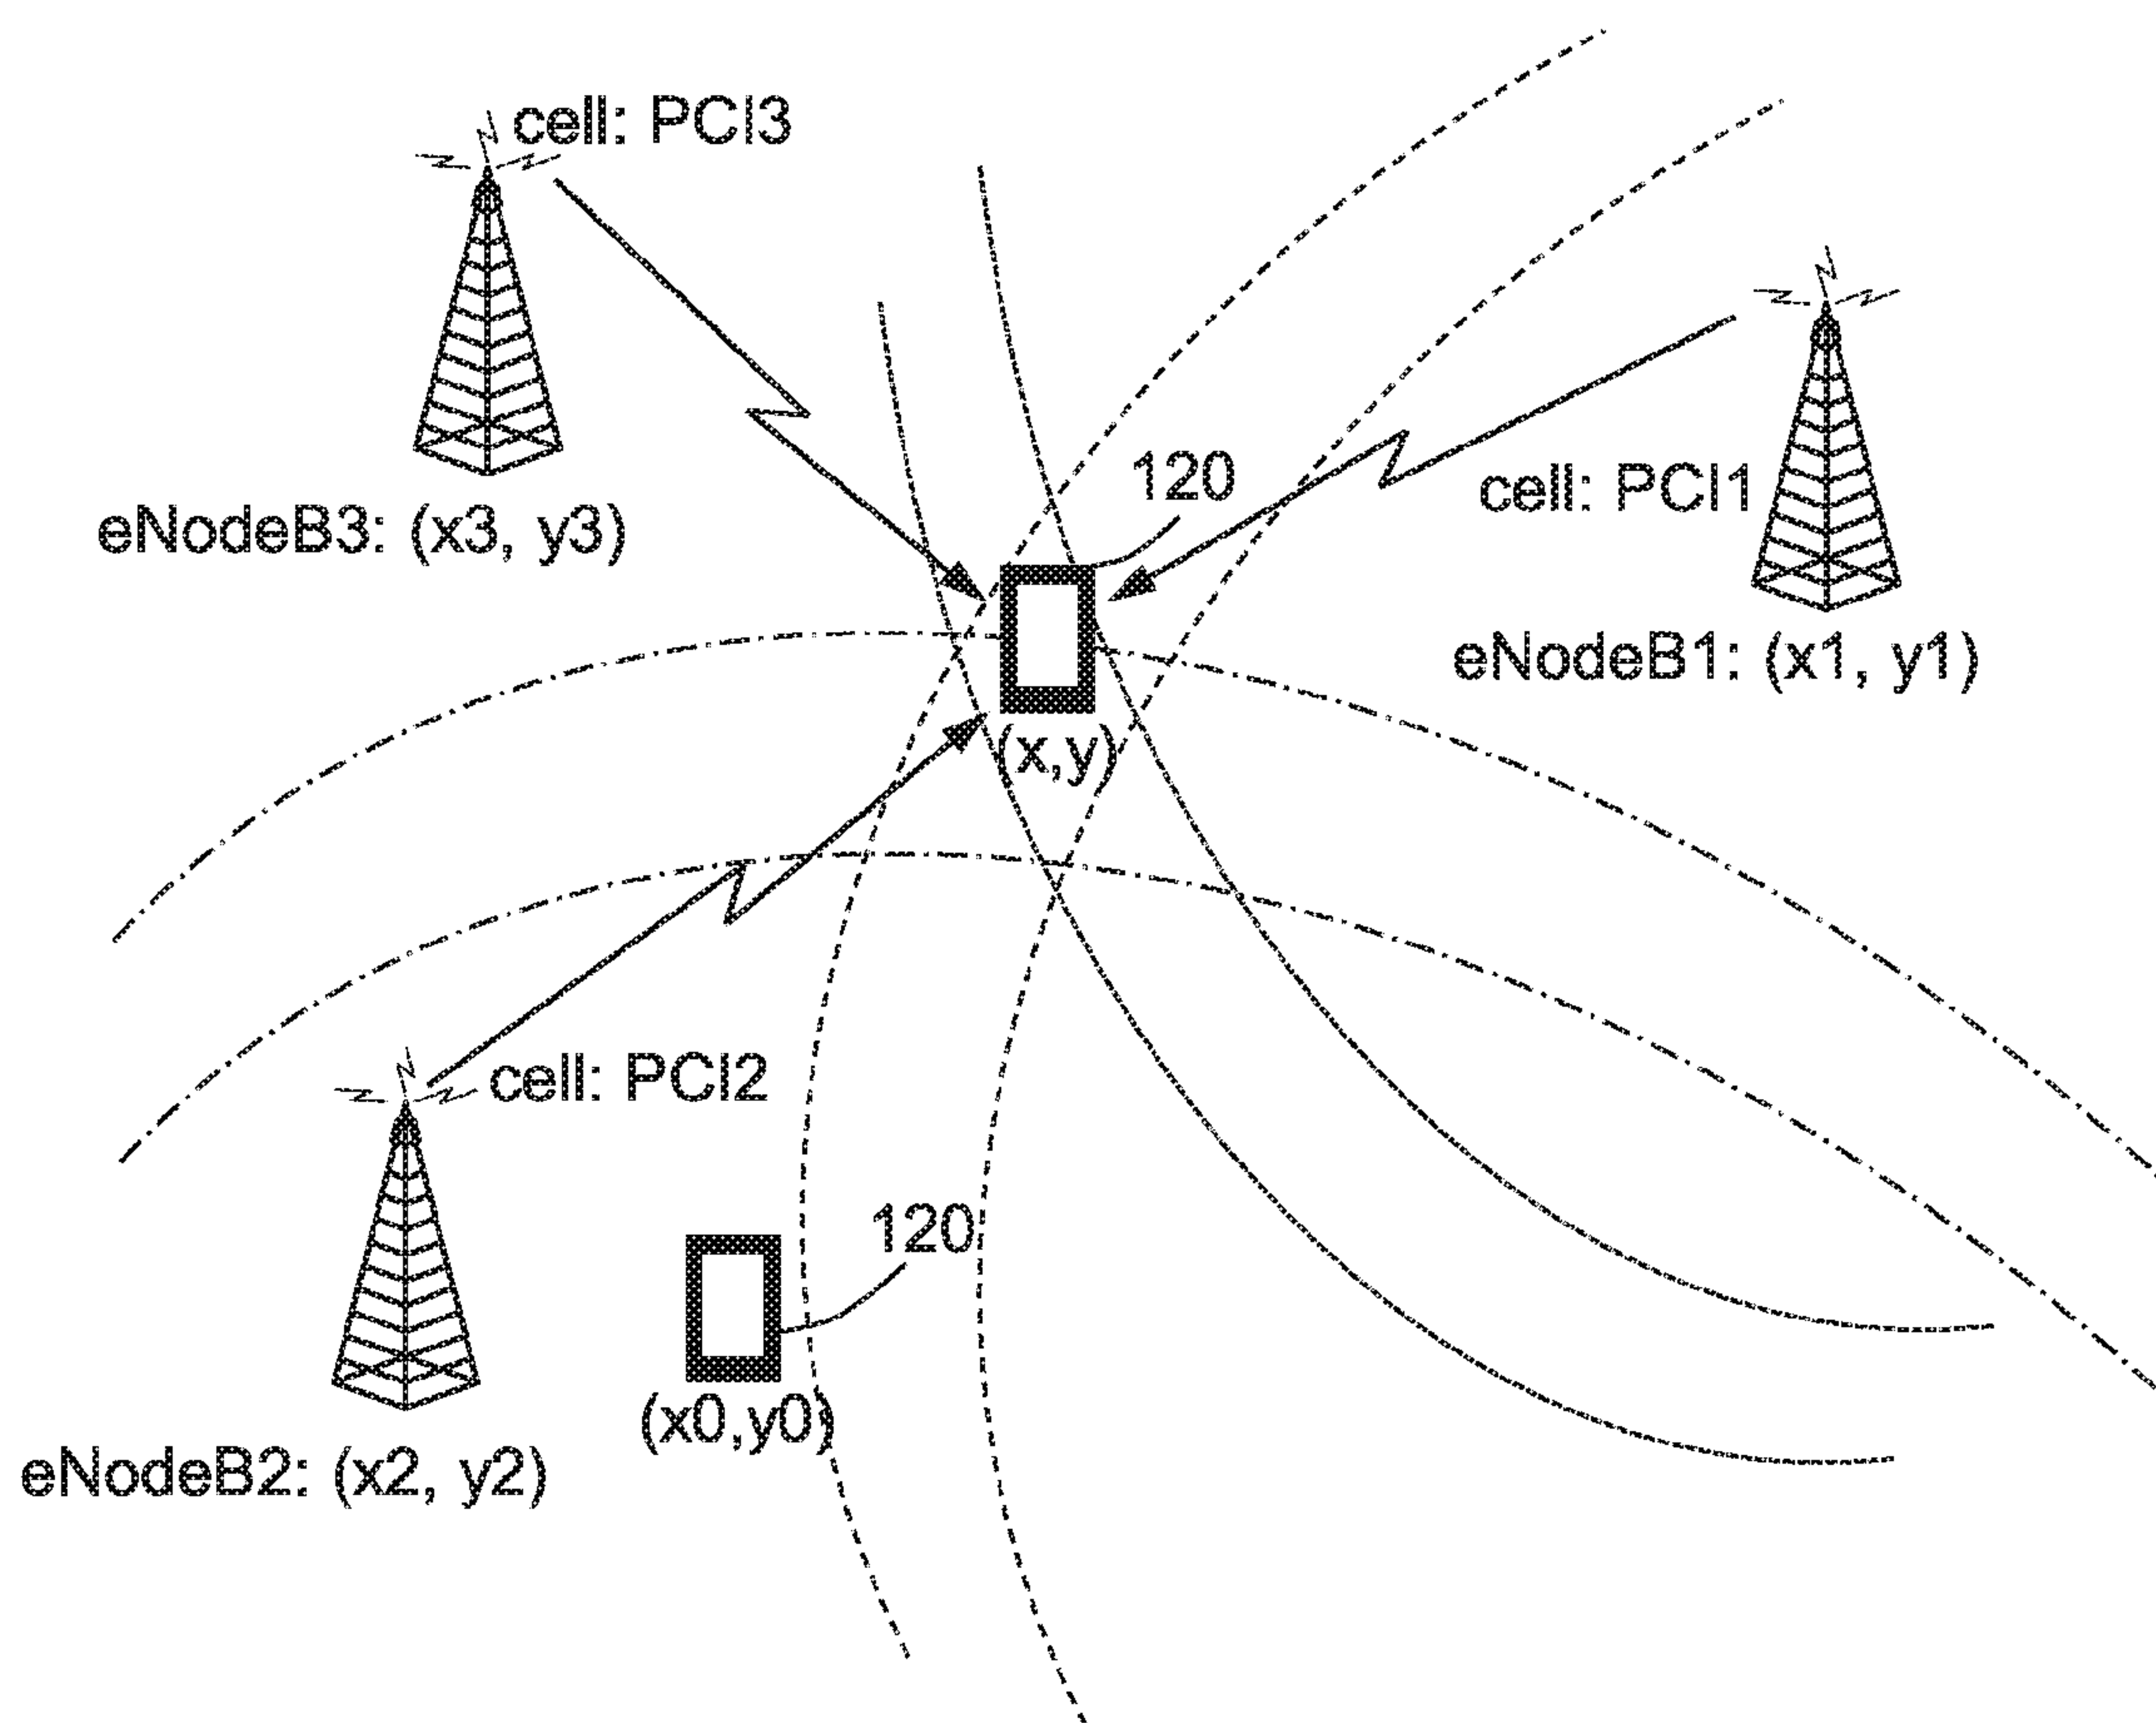 cell: PCI3
120
cell: PCI1
eNodeB3: (x3, y3)
eNodeB1: (x1, y1)
(x,y)
cell: PCI2
120
(x0,y0)
eNodeB2: (x2, y2)